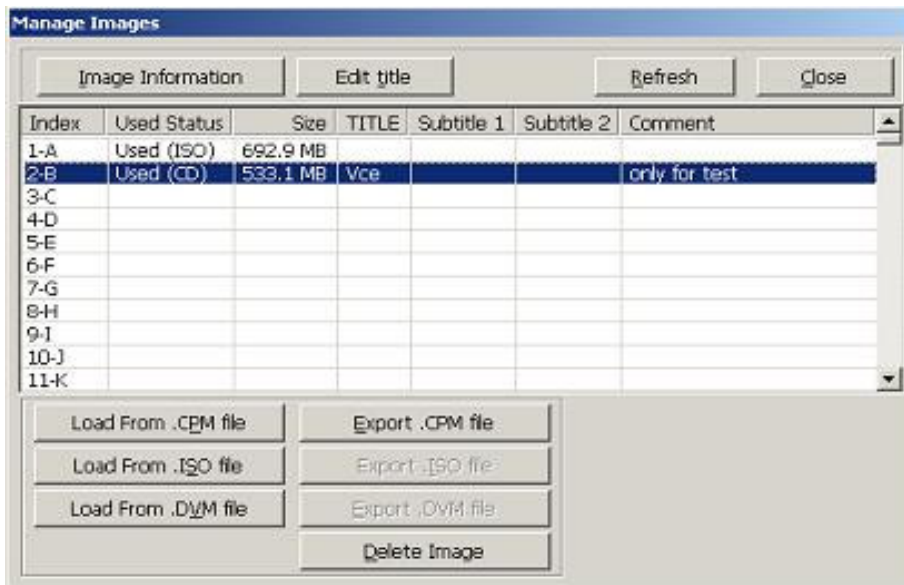 Manage Images
Image Information Edit title Refresh Close
Index Used Status Size TITLE Subtitle 1 Subtitle 2 Comment
1-A Used (ISO) 692.9 MB
2-B Used (CD) 533.1 MB Vce only for test
3-C
4-D
5-E
6-F
7-G
8-H
9-I
10-J
11-K
Load From .CPM file Export .CPM file
Load From .ISO file Export .ISO file
Load From .DVM file Export .DVM file
Delete Image